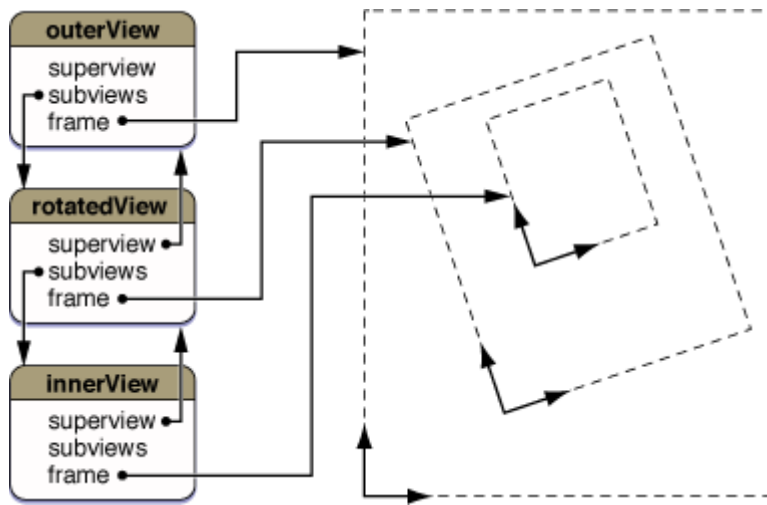 outerView
superview
subviews
frame
rotatedView
superview
subviews
frame
innerView
superview
subviews
frame